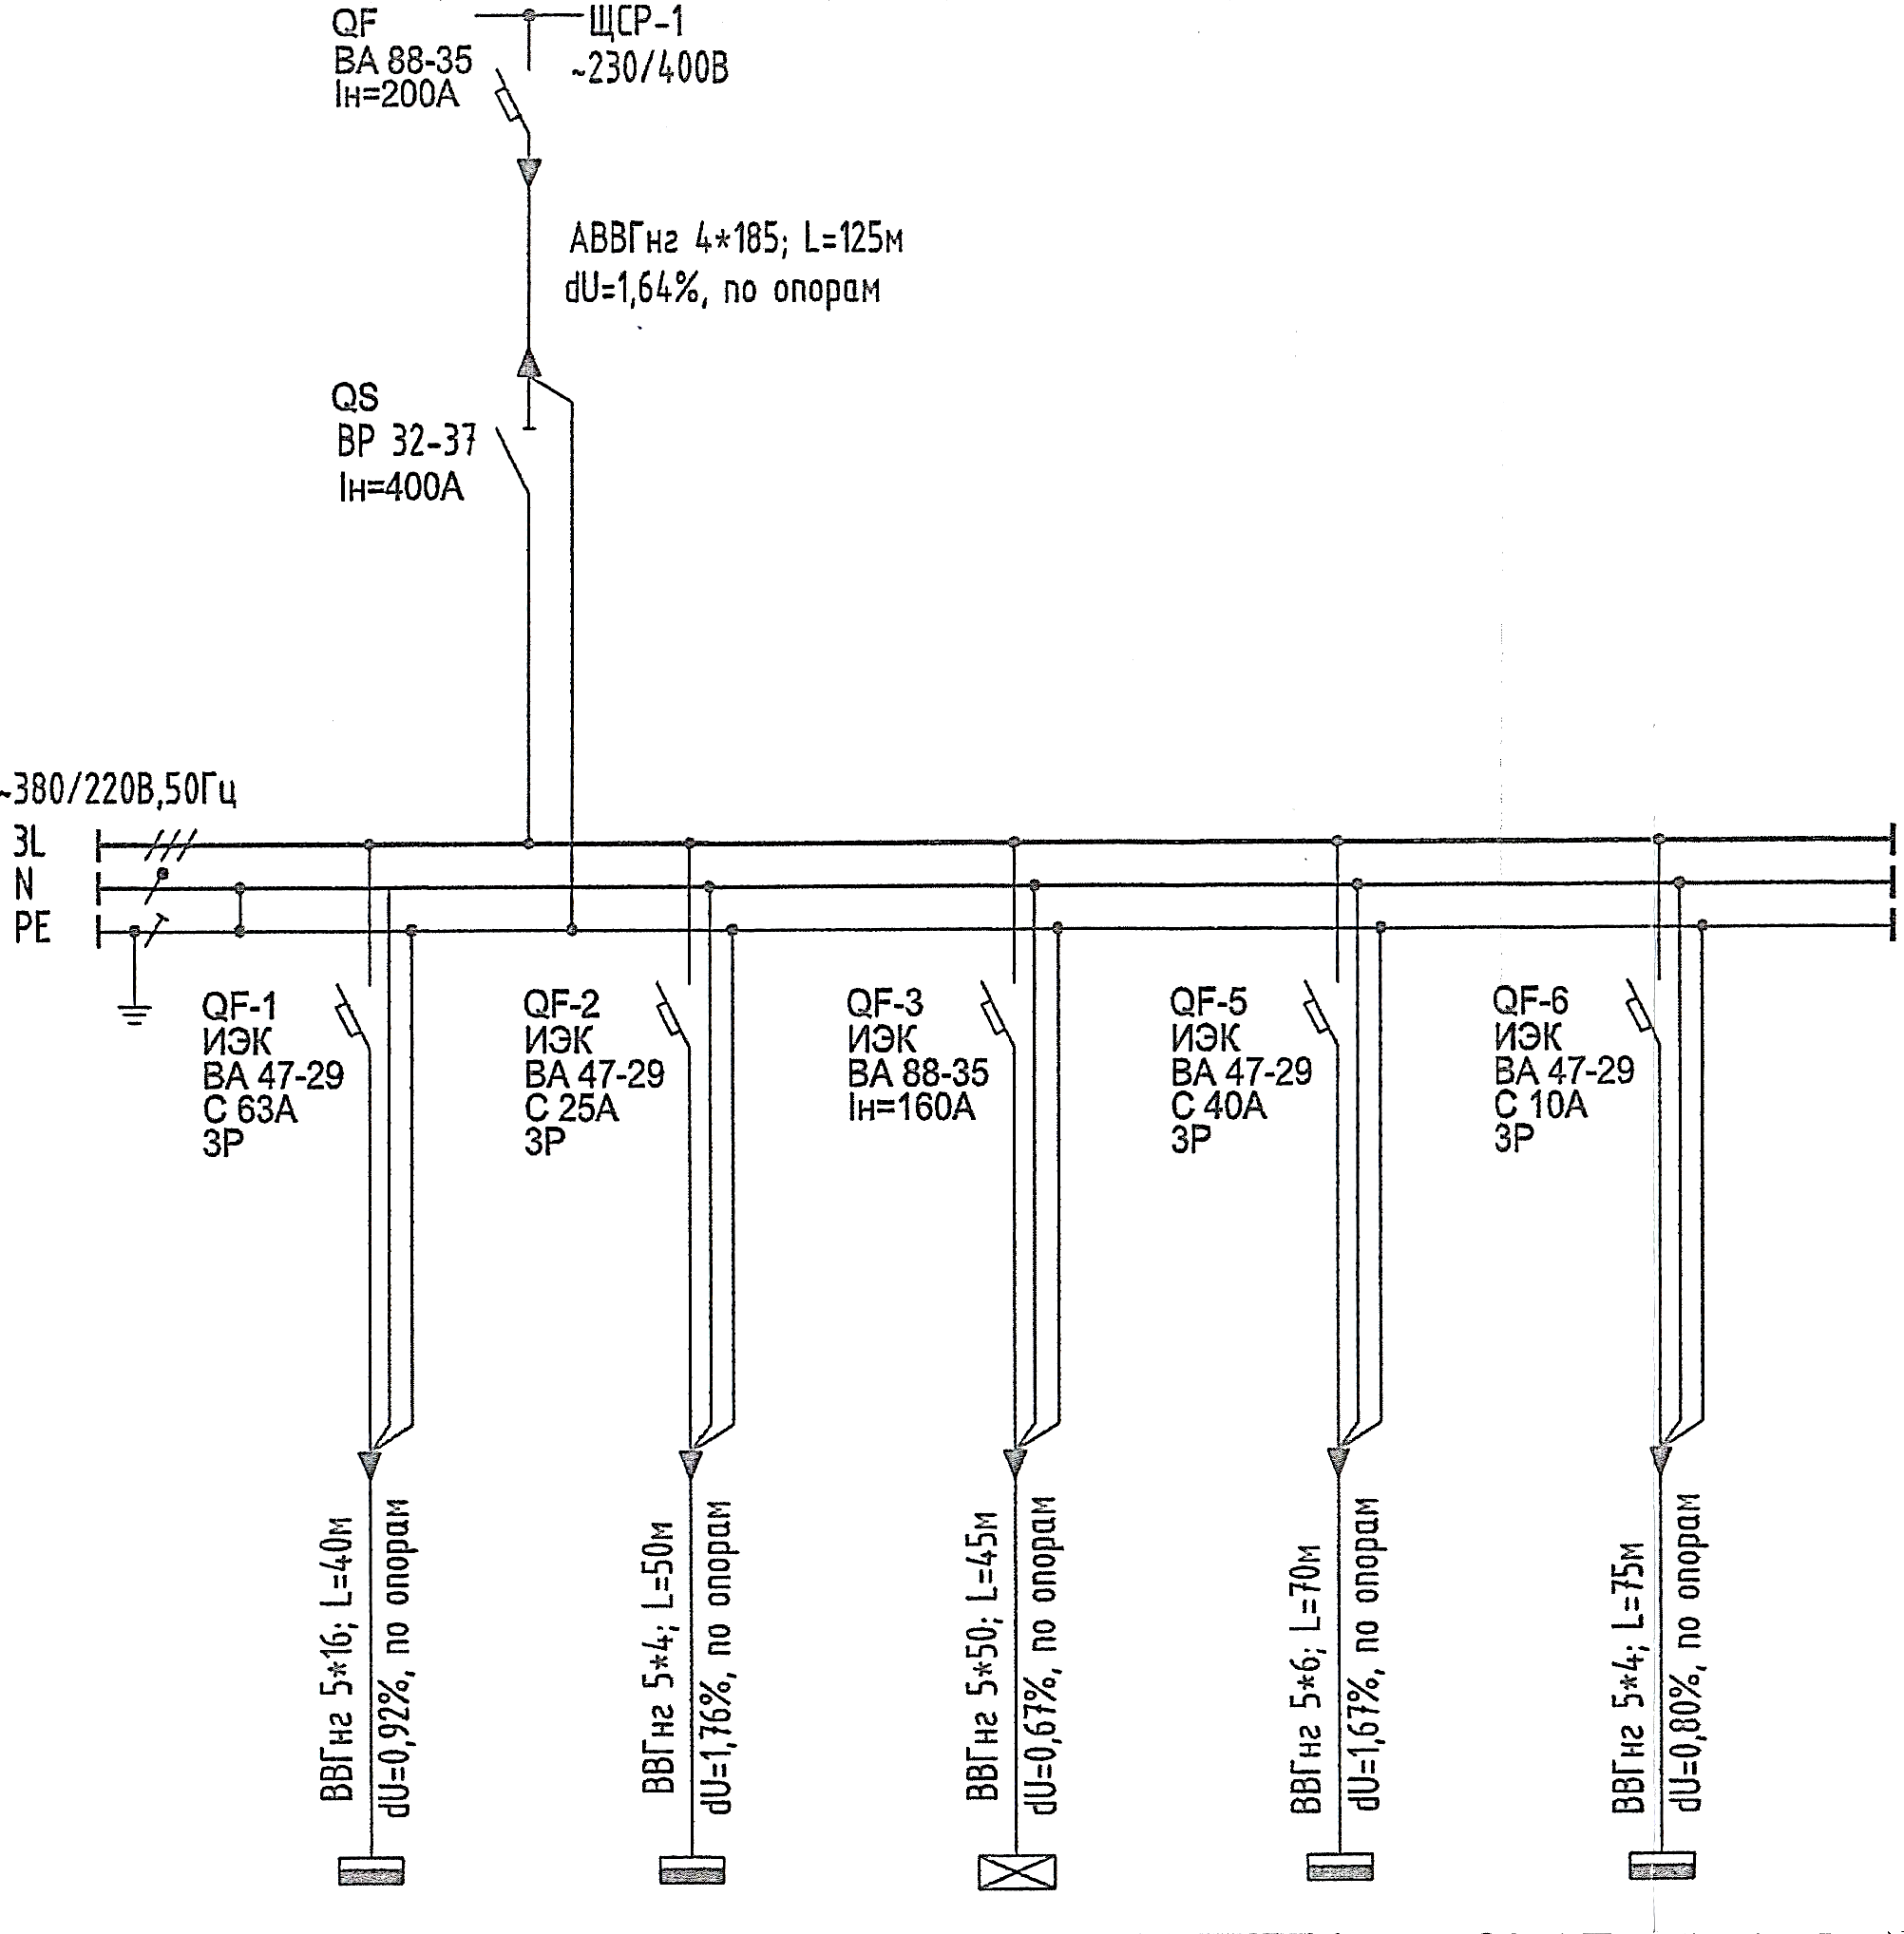 QF
ВА 88-35
Iн=200А
ЩСР-1
~230/400В
АВВГнг 4*185; L=125м
dU=1,64%, по опорам
QS
ВР 32-37
Iн=400А
~380/220В,50Гц
3L
N
PE
QF-1
ИЭК
ВА 47-29
С 63А
3Р
QF-2
ИЭК
ВА 47-29
С 25А
3Р
QF-3
ИЭК
ВА 88-35
Iн=160А
QF-5
ИЭК
ВА 47-29
С 40А
3Р
QF-6
ИЭК
ВА 47-29
С 10А
3Р
ВВГнг 5*16; L=40м
dU=0,92%, по опорам
ВВГнг 5*4; L=50м
dU=1,76%, по опорам
ВВГнг 5*50; L=45м
dU=0,67%, по опорам
ВВГнг 5*6; L=70м
dU=1,67%, по опорам
ВВГнг 5*4; L=75м
dU=0,80%, по опорам